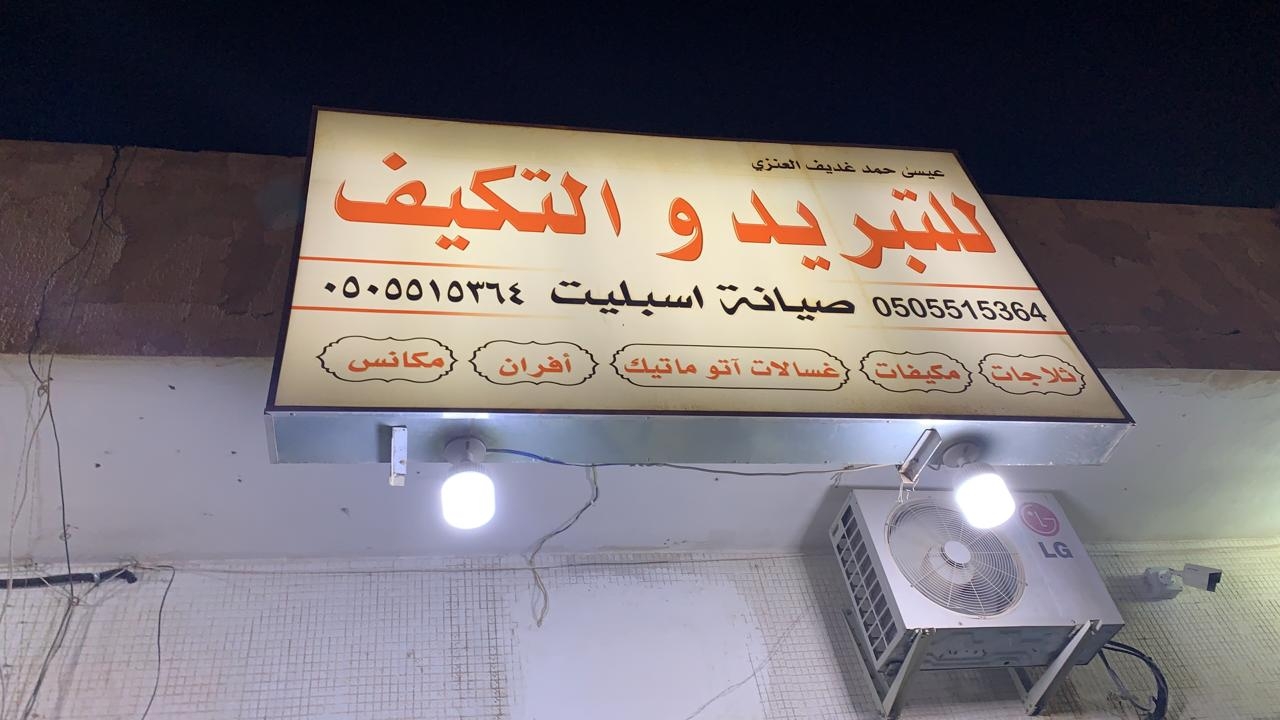 عيسى حمد غديف العنزي
للتبريد و التكيف
0505515364 صيانة اسبليت ٠٥٠٥٥١٥٣٦٤
ثلاجات مكيفات غسالات آتو ماتيك أفران مكانس
LG